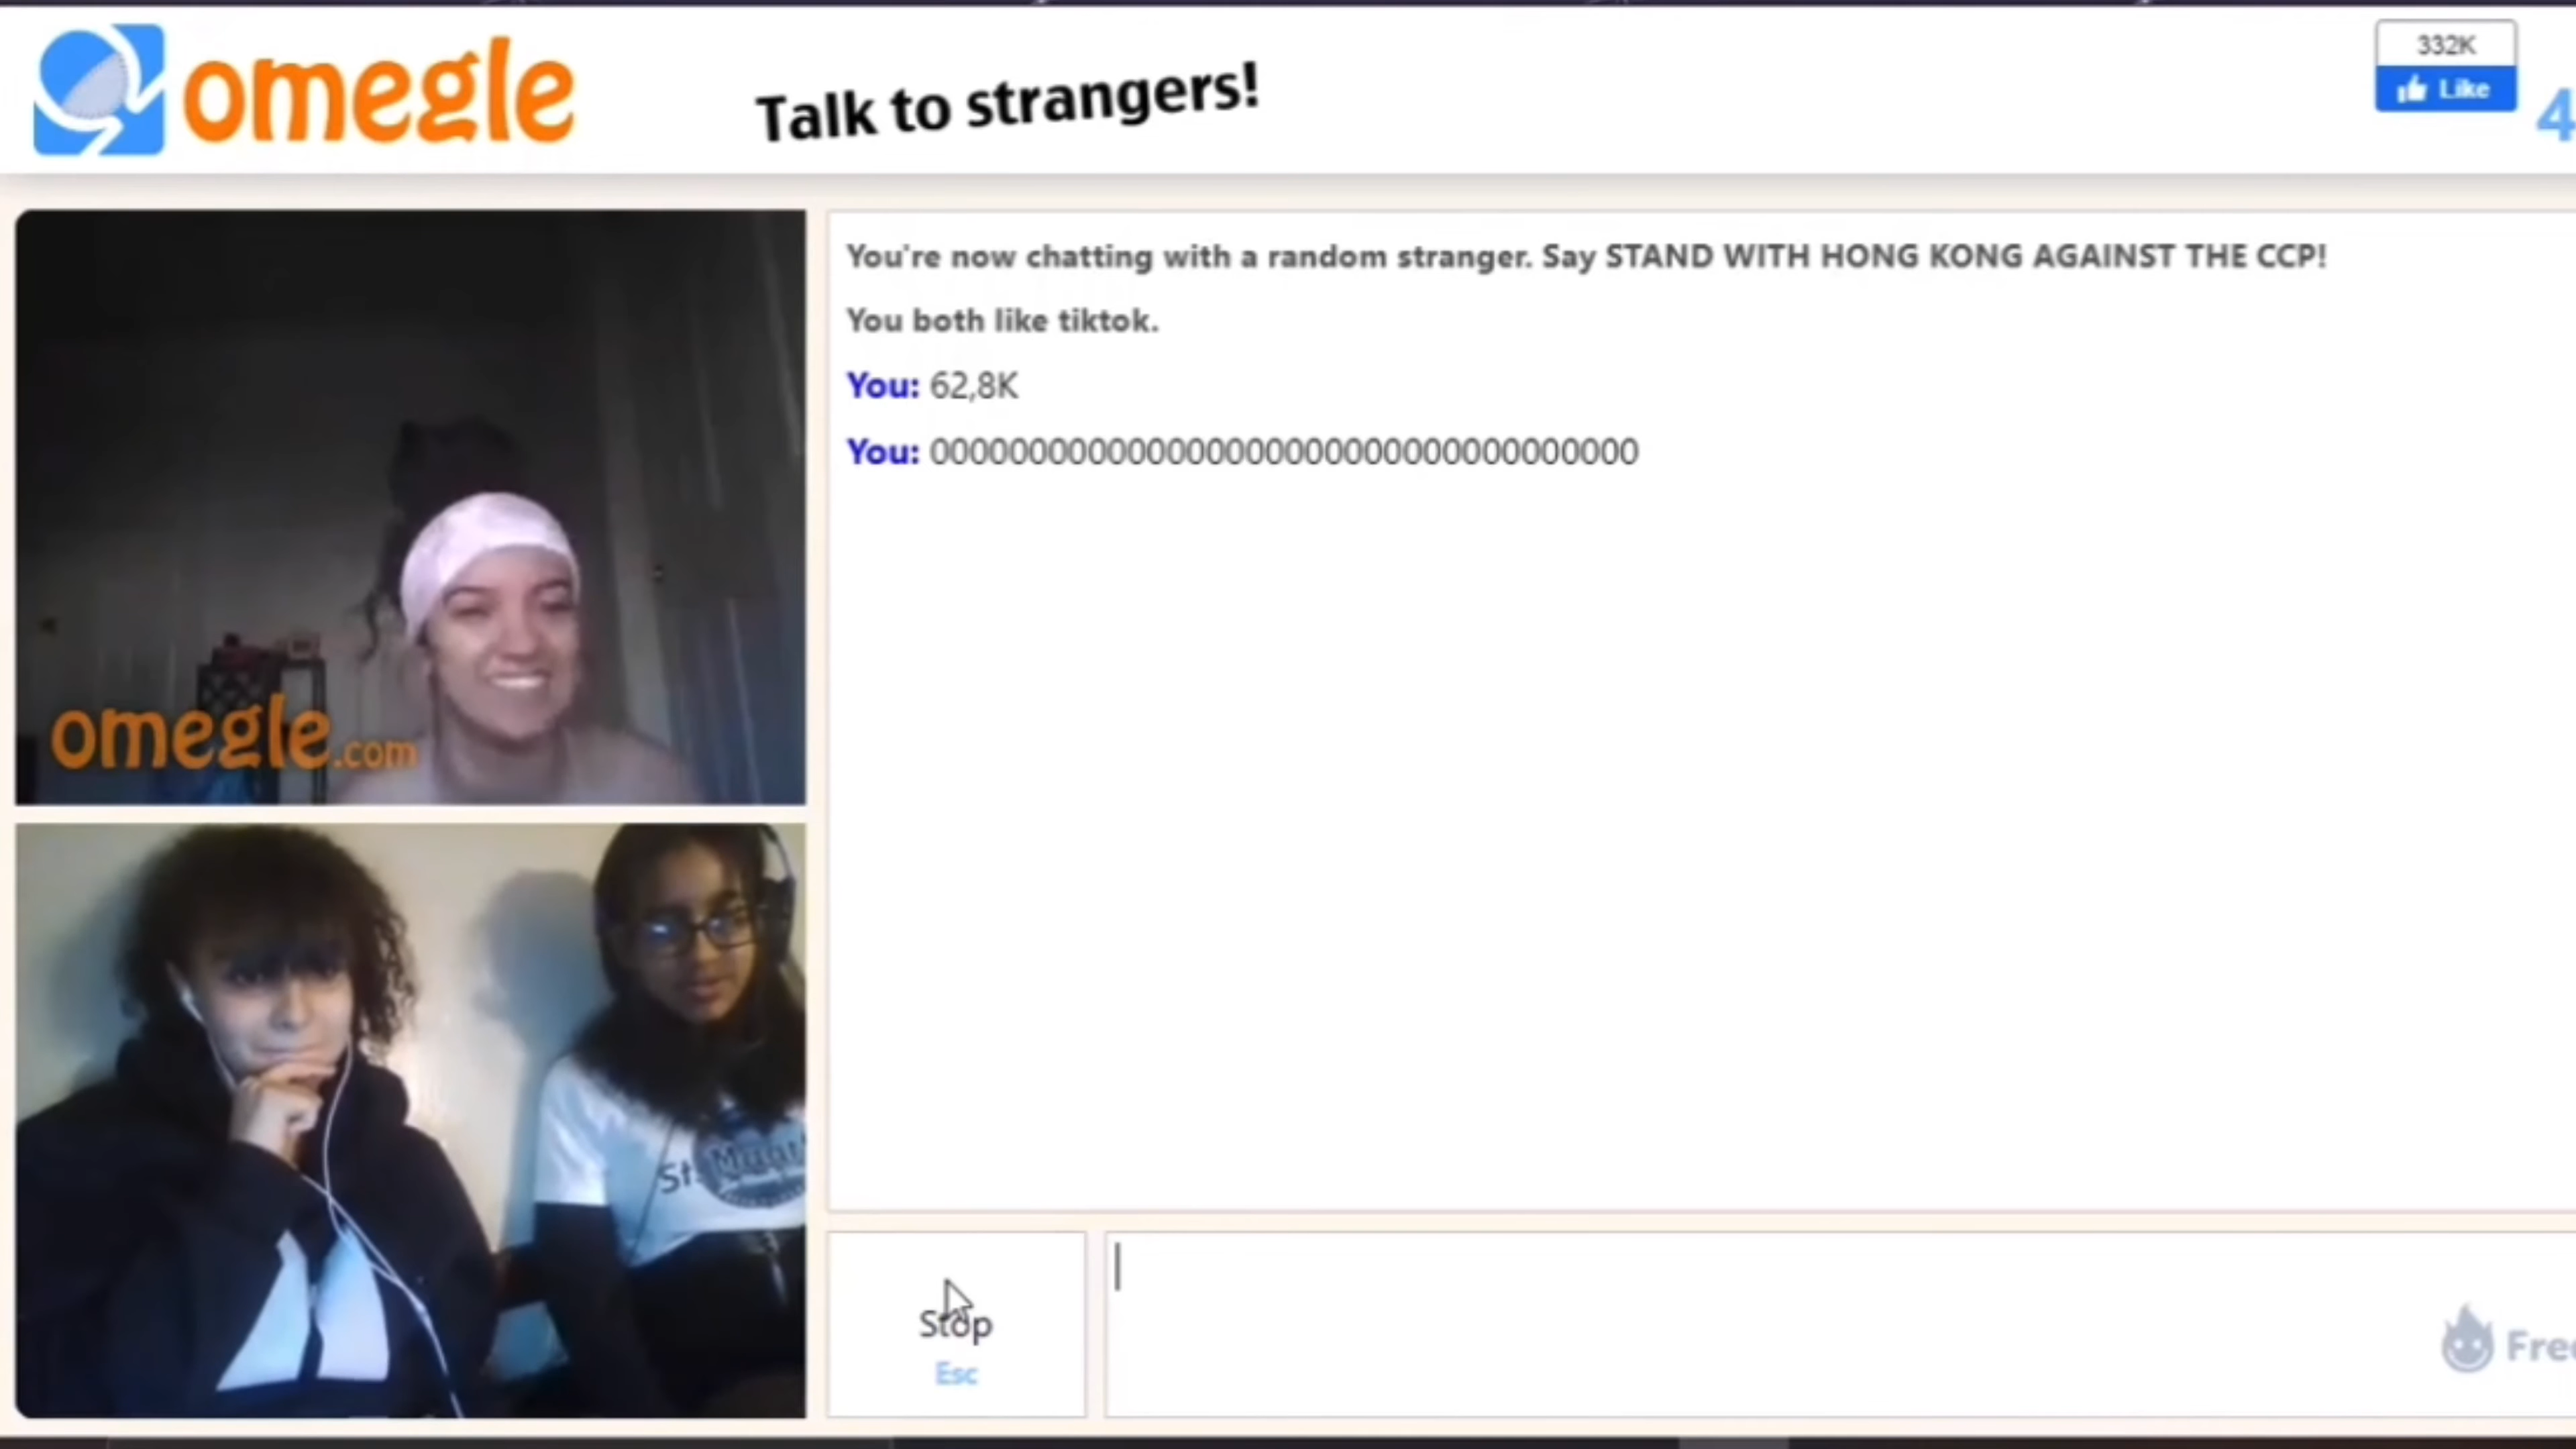 omegle
Talk to strangers!
332K
Like
4
You're now chatting with a random stranger. Say STAND WITH HONG KONG AGAINST THE CCP!
You both like tiktok.
You: 62,8K
You: 000000000000000000000000000000000000
omegle.com
Stop
Esc
Free